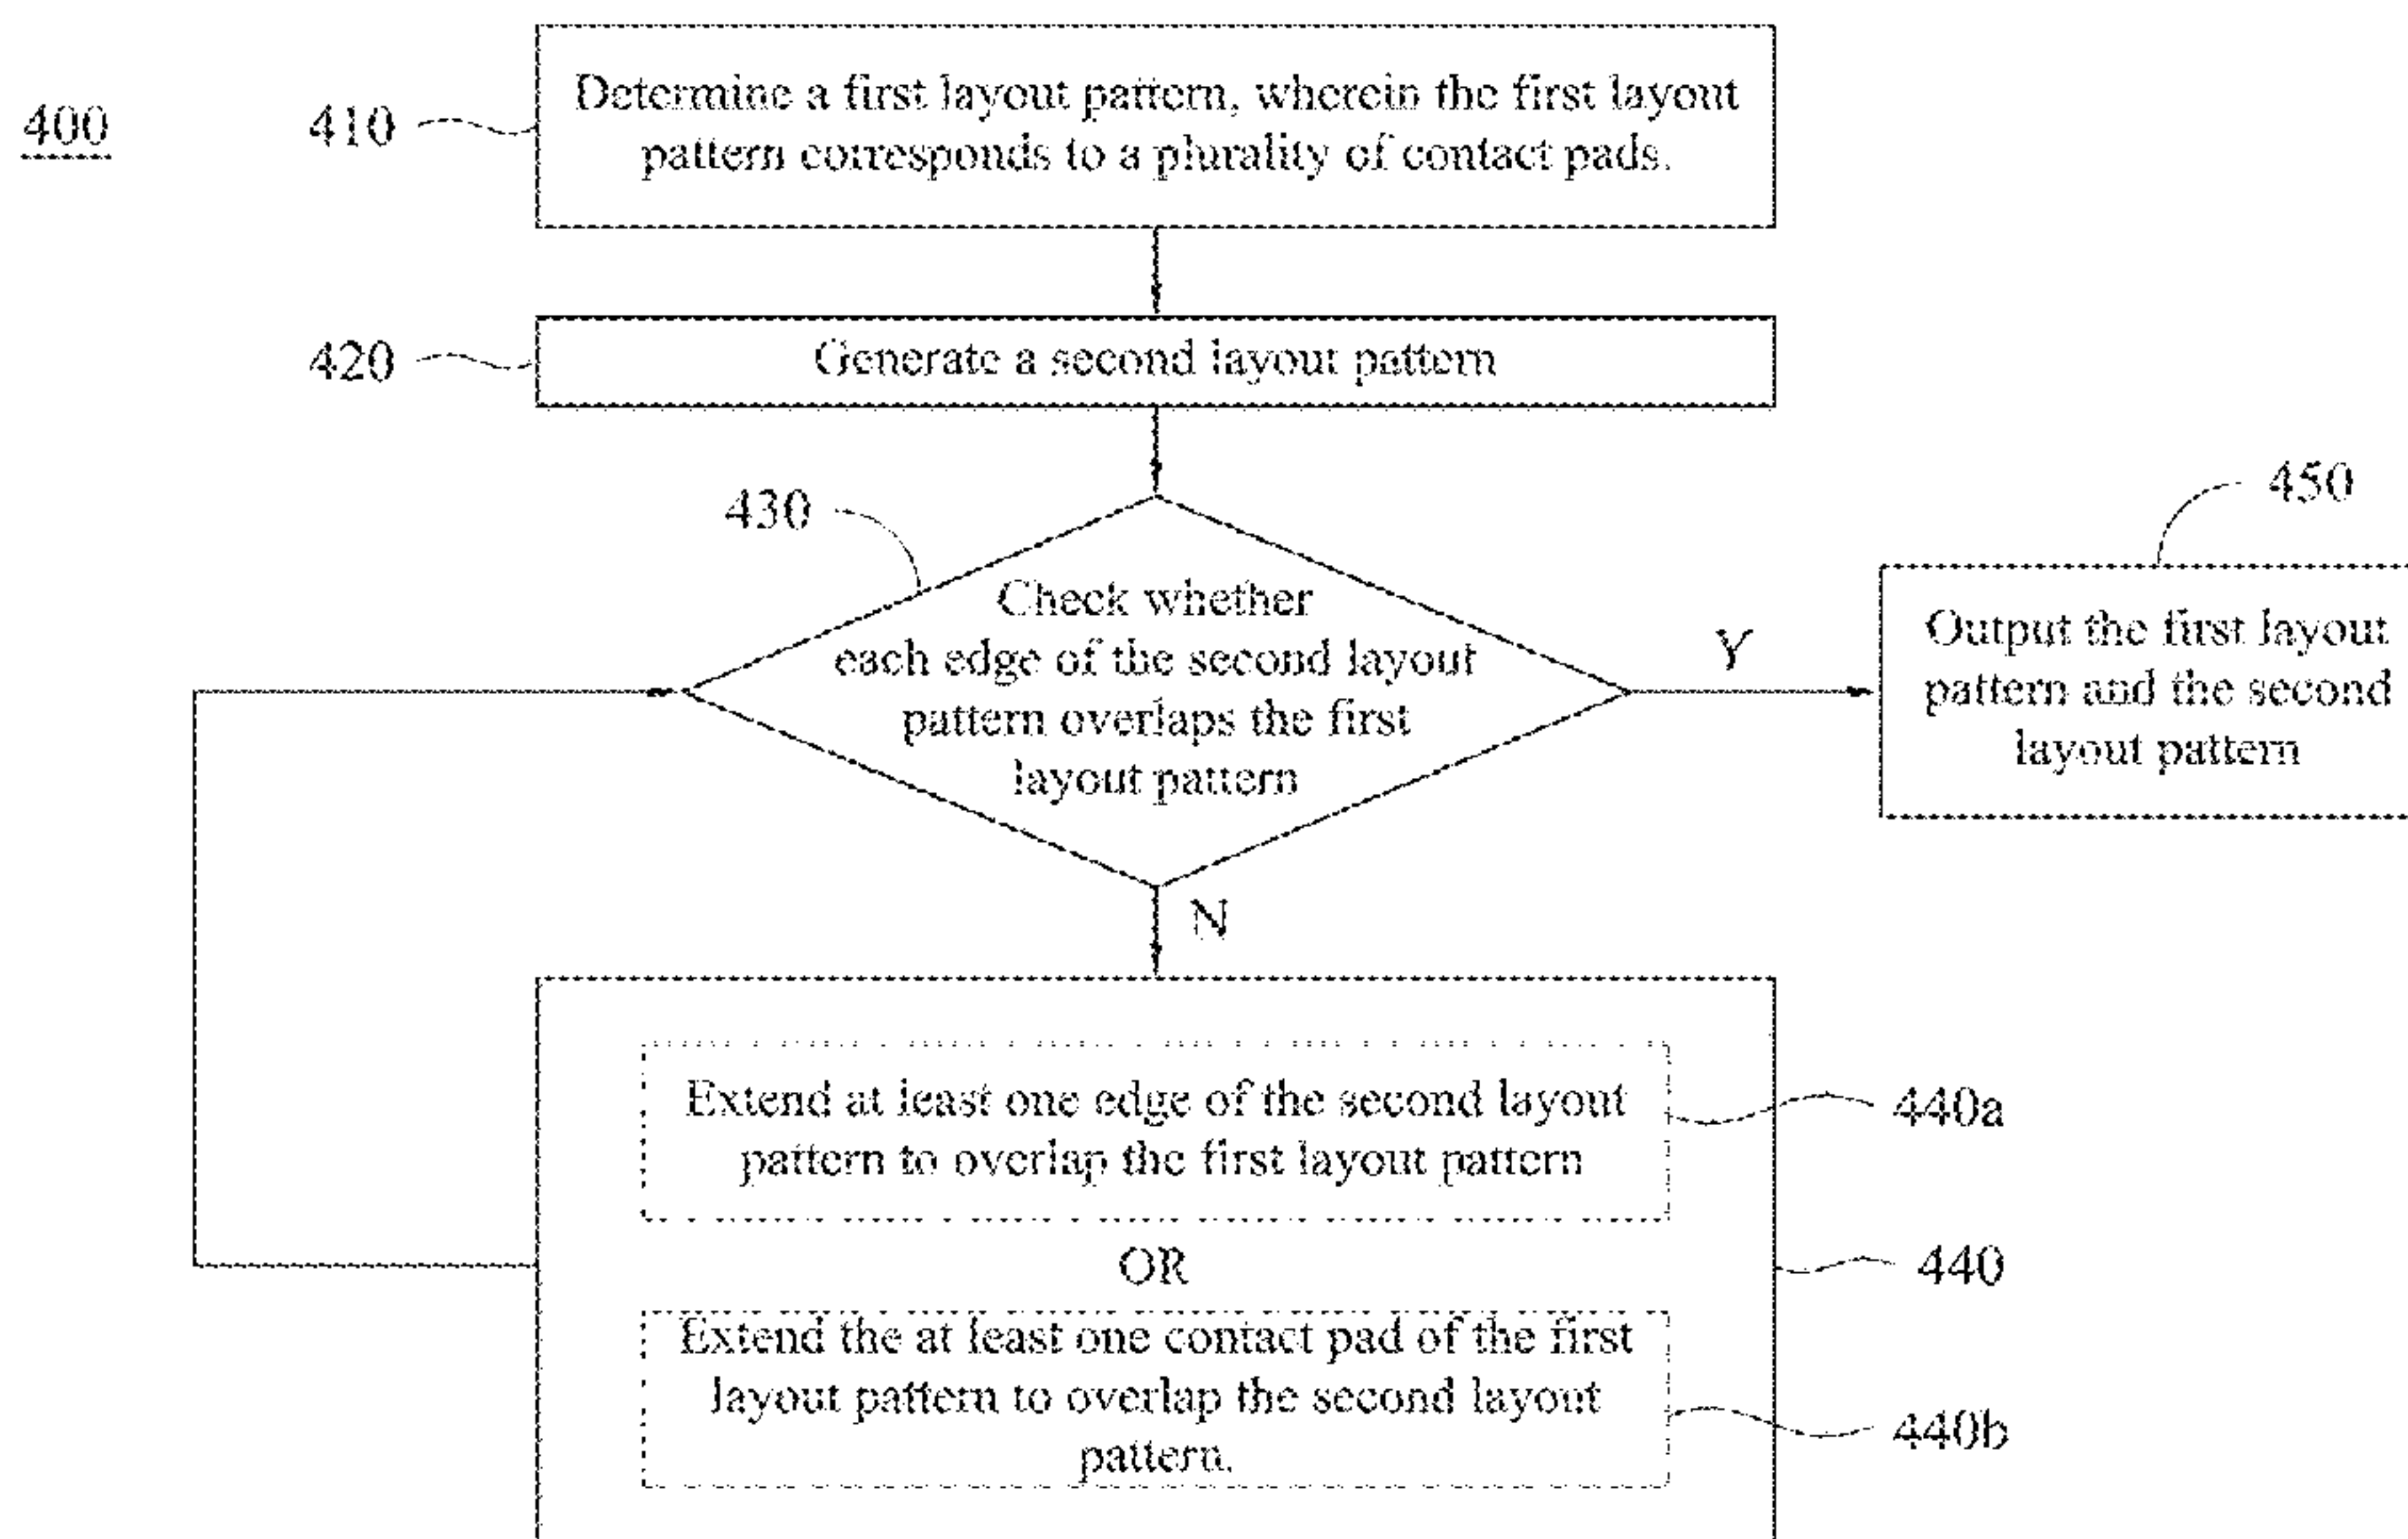 400
410
Determine a first layout pattern, wherein the first layout
pattern corresponds to a plurality of contact pads.
420
Generate a second layout pattern
430
Check whether
each edge of the second layout
pattern overlaps the first
layout pattern
Y
450
Output the first layout
pattern and the second
layout pattern
N
Extend at least one edge of the second layout
pattern to overlap the first layout pattern
440a
OR
440
Extend the at least one contact pad of the first
layout pattern to overlap the second layout
pattern.
440b